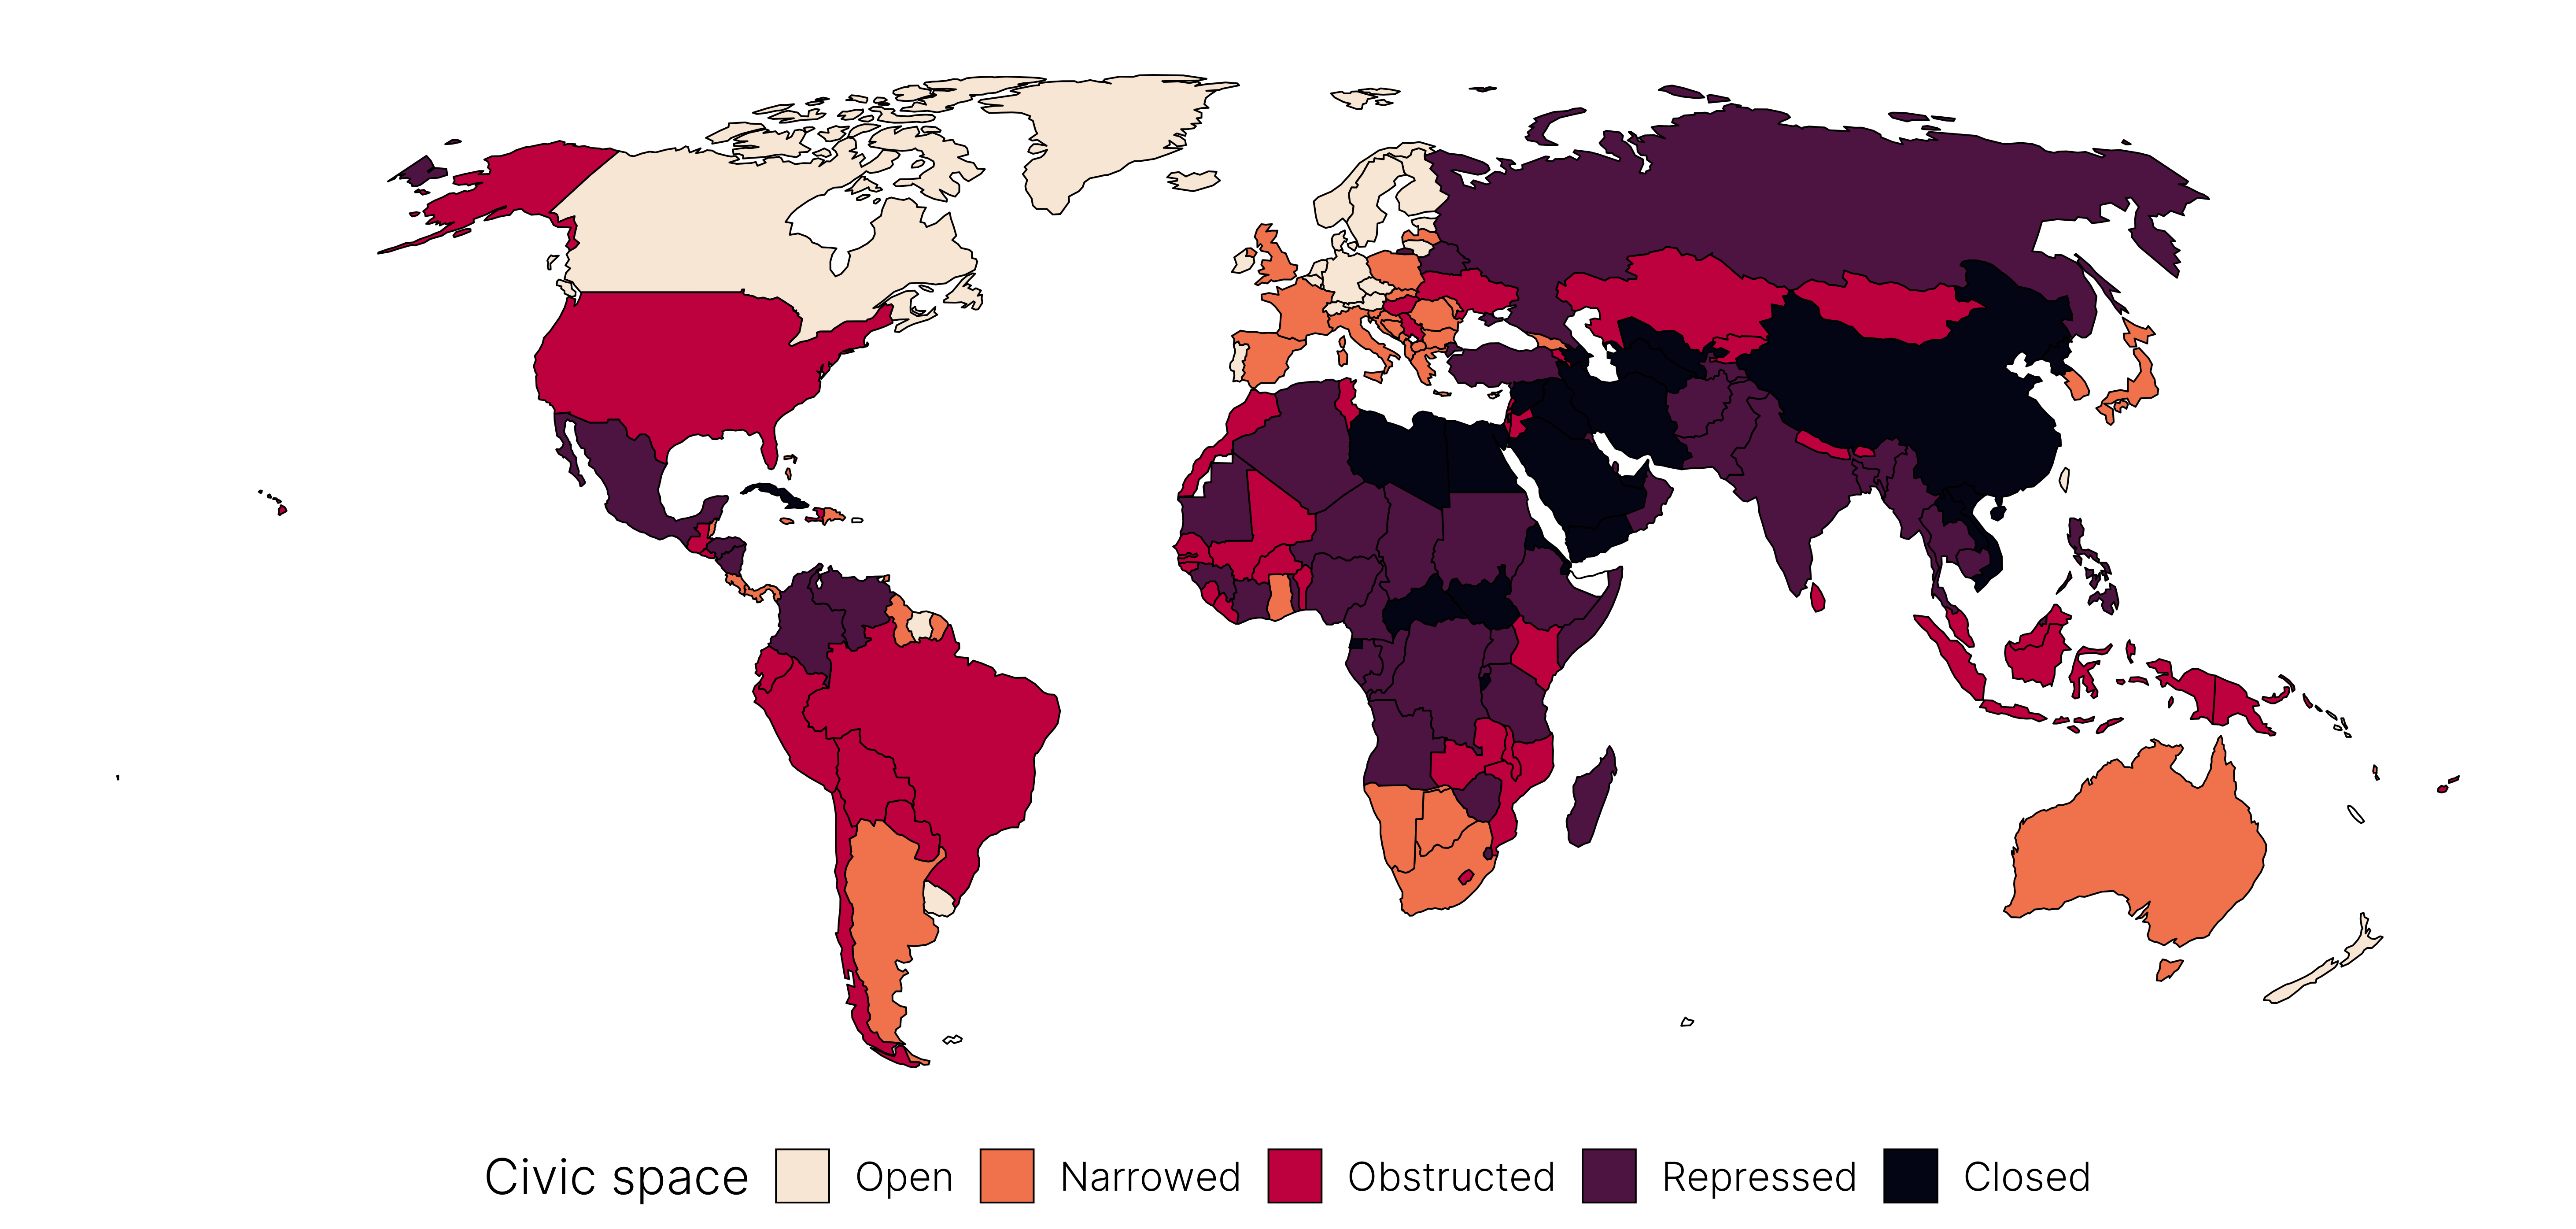 Civic space Open Narrowed Obstructed Repressed Closed